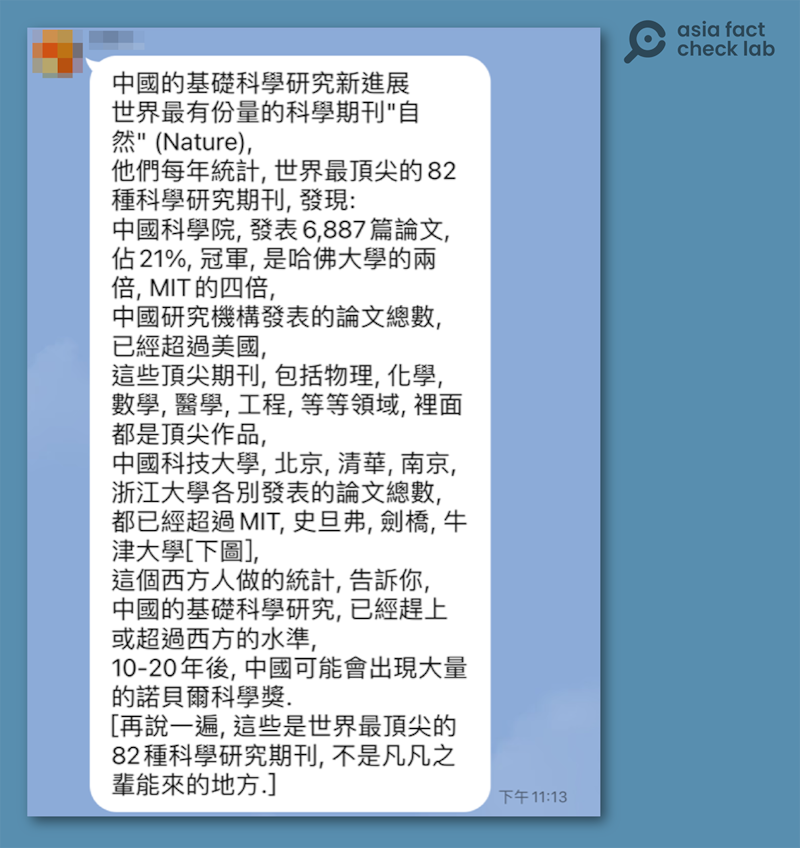 asia fact
check lab
中國的基礎科學研究新進展
世界最有份量的科學期刊"自
然" (Nature),
他們每年統計, 世界最頂尖的82
種科學研究期刊, 發現:
中國科學院, 發表6,887篇論文,
佔21%, 冠軍, 是哈佛大學的兩
倍, MIT的四倍,
中國研究機構發表的論文總數,
已經超過美國,
這些頂尖期刊, 包括物理, 化學,
數學, 醫學, 工程, 等等領域, 裡面
都是頂尖作品,
中國科技大學, 北京, 清華, 南京,
浙江大學各別發表的論文總數,
都已經超過MIT, 史旦弗, 劍橋, 牛
津大學[下圖],
這個西方人做的統計, 告訴你,
中國的基礎科學研究, 已經趕上
或超過西方的水準,
10-20年後, 中國可能會出現大量
的諾貝爾科學獎.
[再說一遍, 這些是世界最頂尖的
82種科學研究期刊, 不是凡凡之
輩能來的地方.]
下午11:13